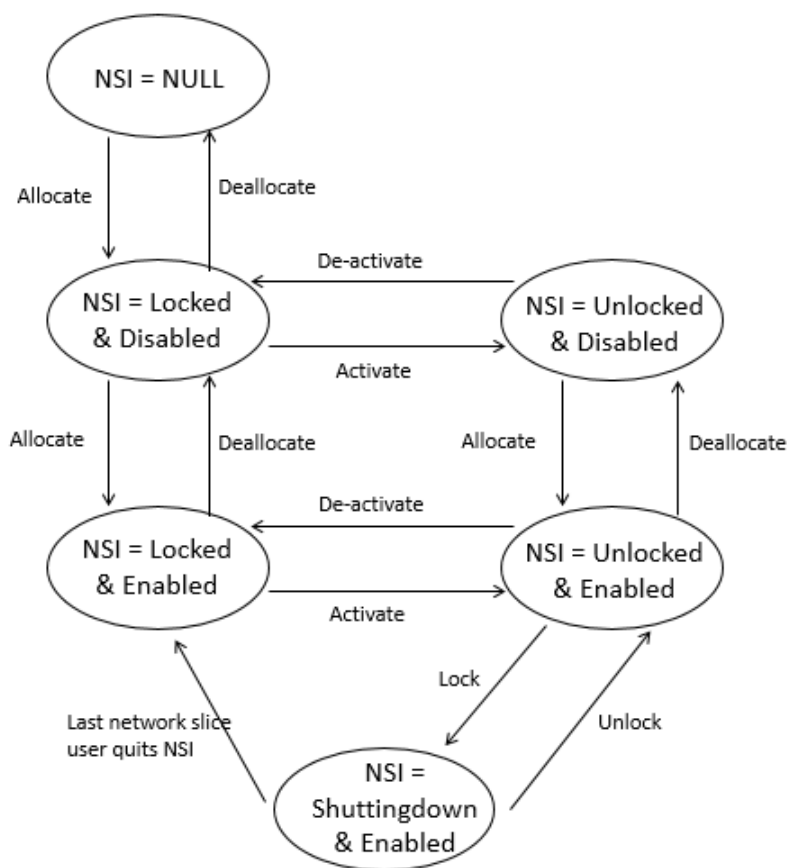 NSI = NULL
Allocate
Deallocate
De-activate
NSI = Locked
& Disabled
NSI = Unlocked
& Disabled
Activate
Allocate
Deallocate
Allocate
Deallocate
De-activate
NSI = Locked
& Enabled
NSI = Unlocked
& Enabled
Activate
Lock
Last network slice
user quits NSI
Unlock
NSI =
Shuttingdown
& Enabled